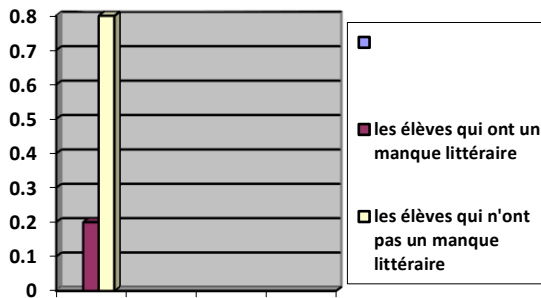 0.8
0.7
0.6
0.5
0.4
0.3
0.2
0.1
0
les élèves qui ont un
manque littéraire
les élèves qui n'ont
pas un manque
littéraire